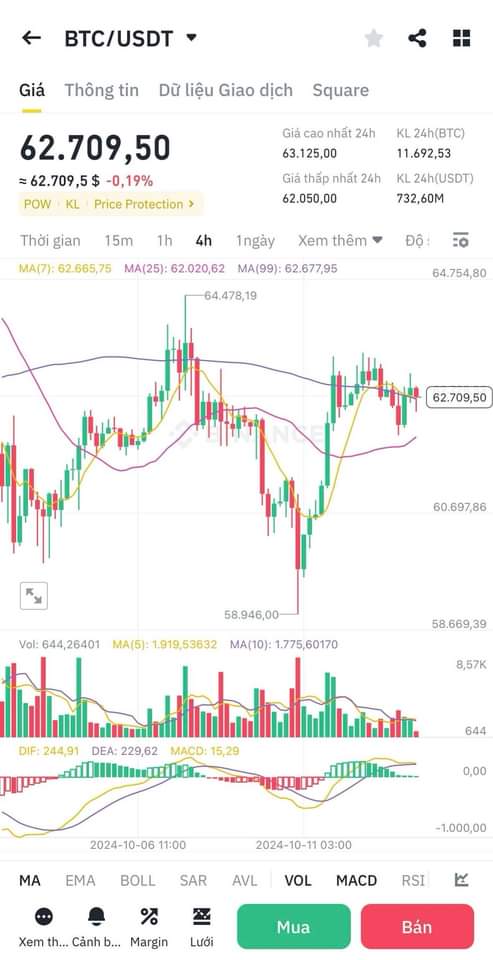 BTC/USDT
Giá Thông tin Dữ liệu Giao dịch Square
62.709,50
≈ 62.709,5 $ -0,19%
POW KL Price Protection
Giá cao nhất 24h KL 24h(BTC)
63.125,00 11.692,53
Giá thấp nhất 24h KL 24h(USDT)
62.050,00 732,60M
Thời gian 15m 1h 4h 1ngày Xem thêm Độ
MA(7): 62.665,75 MA(25): 62.020,62 MA(99): 62.677,95
64.754,80
64.478,19
62.709,50
BINANCE
60.697,86
58.946,00
58.669,39
Vol: 644,26401 MA(5): 1.919,53632 MA(10): 1.775,60170
8,57K
644
DIF: 244,91 DEA: 229,62 MACD: 15,29
0,00
-1.000,00
2024-10-06 11:00 2024-10-11 03:00
MA EMA BOLL SAR AVL VOL MACD RSI
Xem th... Cảnh b... Margin Lưới Mua Bán